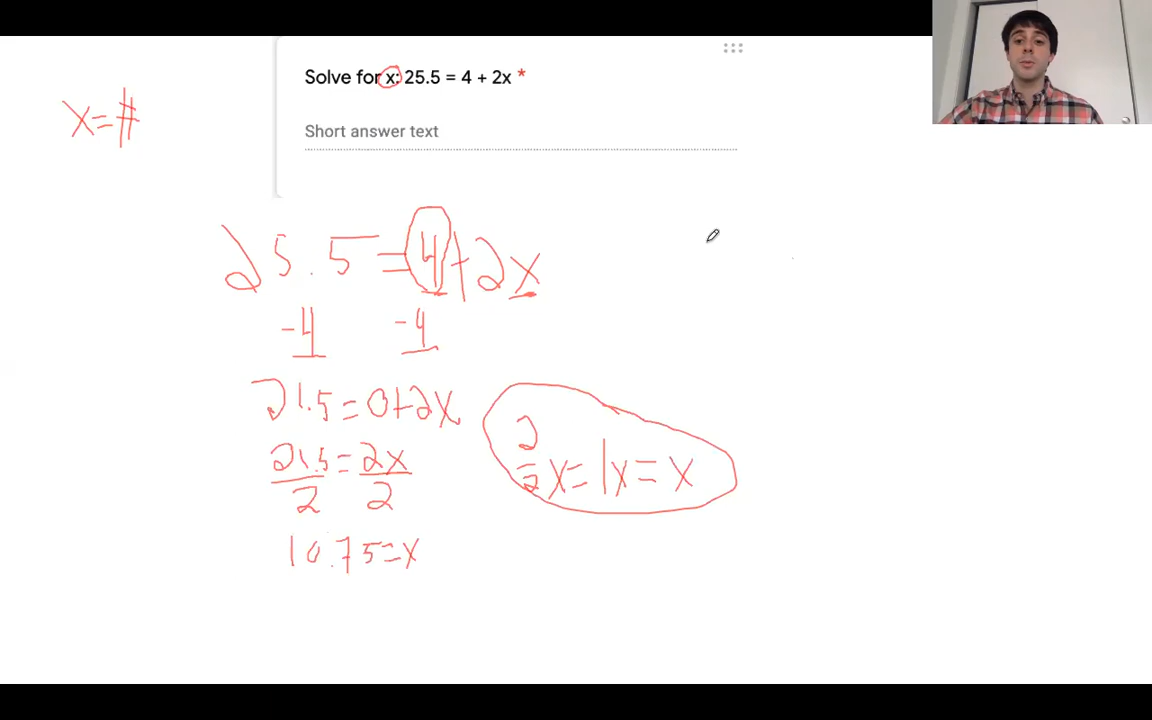 Solve for x: 25.5 = 4 + 2x *
Short answer text
x=#
25.5=4+2x
-4 -4
21.5=0+2x
21.5/2=2x/2
2/2x=1x=x
10.75=x